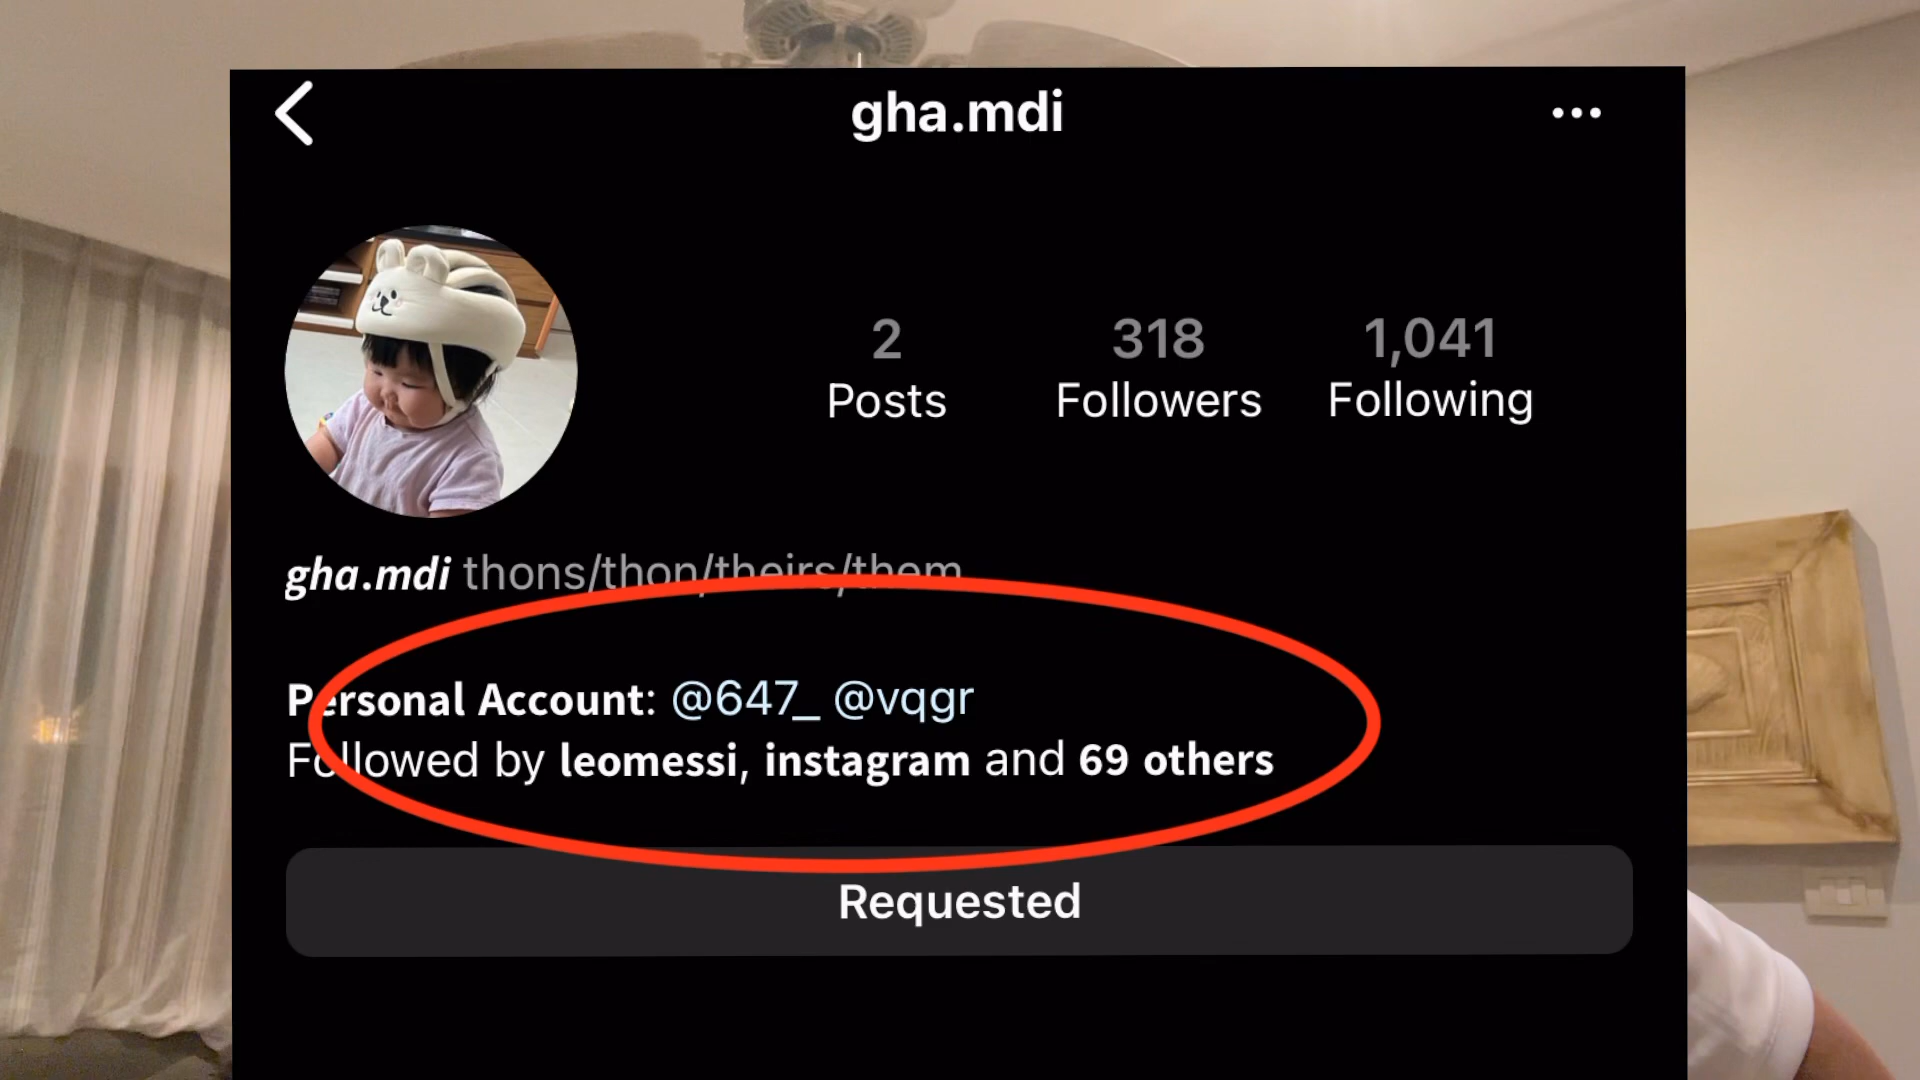 gha.mdi
2 318 1,041
Posts Followers Following
gha.mdi thons/thon/theirs/them
Personal Account: @647_ @vqgr
Followed by leomessi, instagram and 69 others
Requested